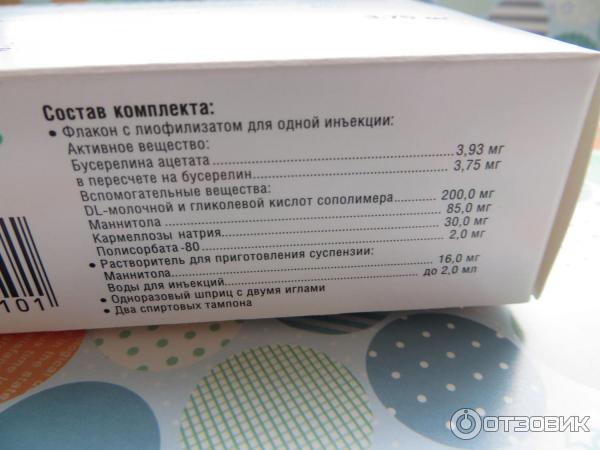 3,75 мг
Состав комплекта:
• Флакон с лиофилизатом для одной инъекции:
Активное вещество:
Бусерелина ацетата 3,93 мг
в пересчете на бусерелин 3,75 мг
Вспомогательные вещества:
DL-молочной и гликолевой кислот сополимера 200,0 мг
Маннитола 85,0 мг
Кармеллозы натрия 30,0 мг
Полисорбата-80 2,0 мг
• Растворитель для приготовления суспензии:
Маннитола 16,0 мг
Воды для инъекций до 2,0 мл
• Одноразовый шприц с двумя иглами
• Два спиртовых тампона
101
ОТЗОВИК